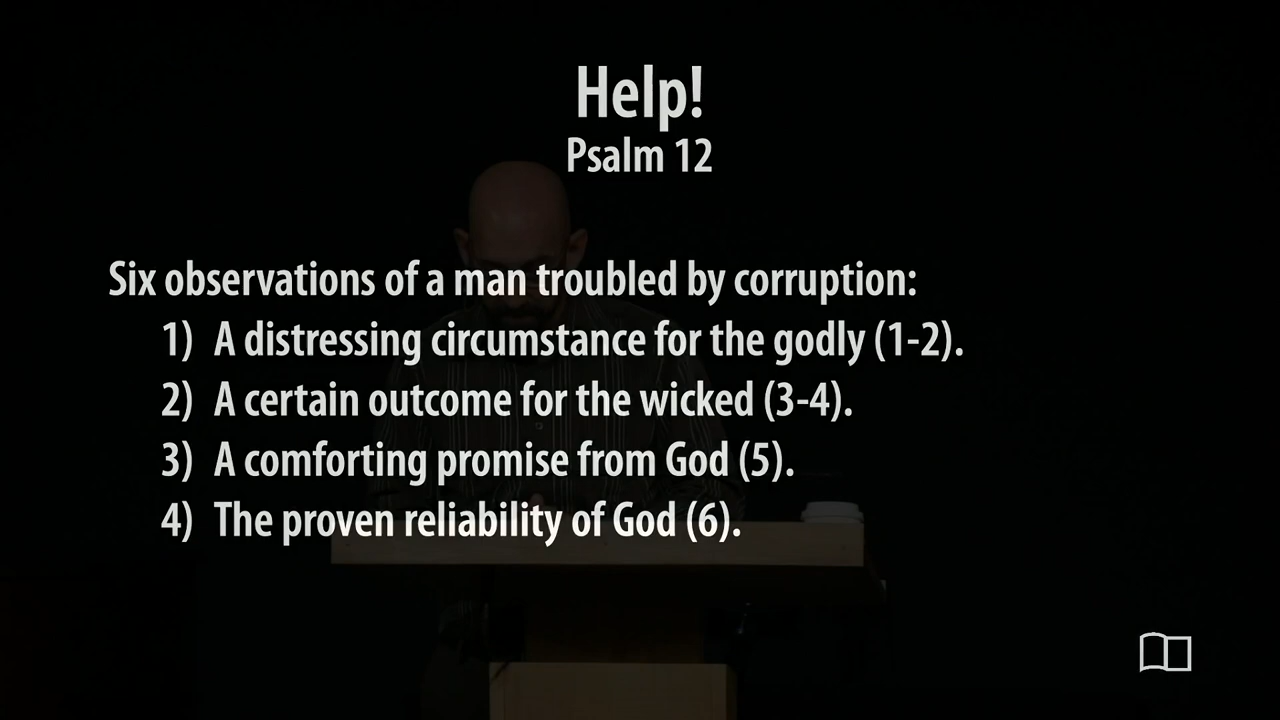 Help!
Psalm 12
Six observations of a man troubled by corruption:
1) A distressing circumstance for the godly (1-2).
2) A certain outcome for the wicked (3-4).
3) A comforting promise from God (5).
4) The proven reliability of God (6).